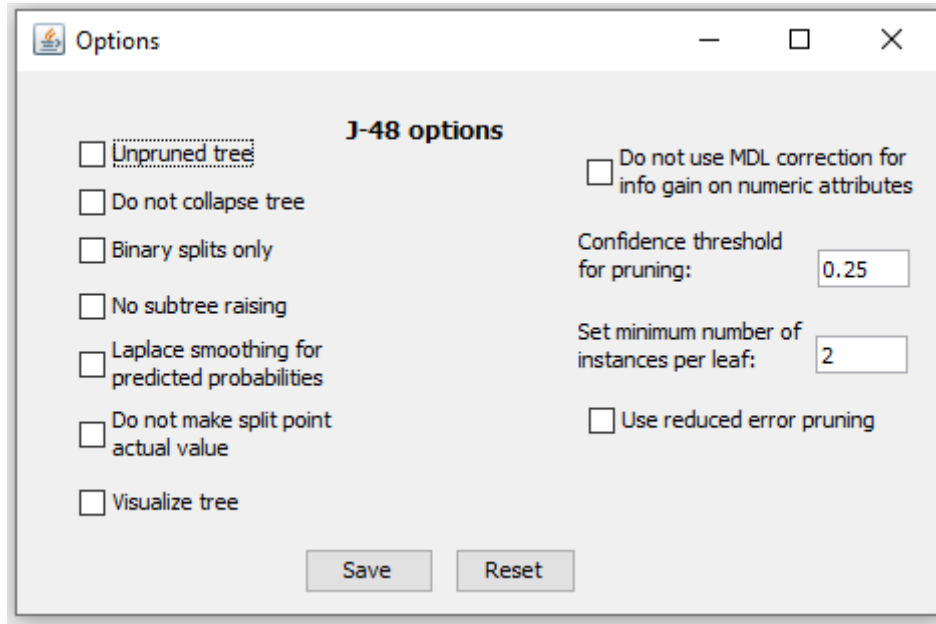 Options
J-48 options
Unpruned tree
Do not collapse tree
Binary splits only
No subtree raising
Laplace smoothing for
predicted probabilities
Do not make split point
actual value
Visualize tree
Do not use MDL correction for
info gain on numeric attributes
Confidence threshold
for pruning:
0.25
Set minimum number of
instances per leaf:
2
Use reduced error pruning
Save
Reset